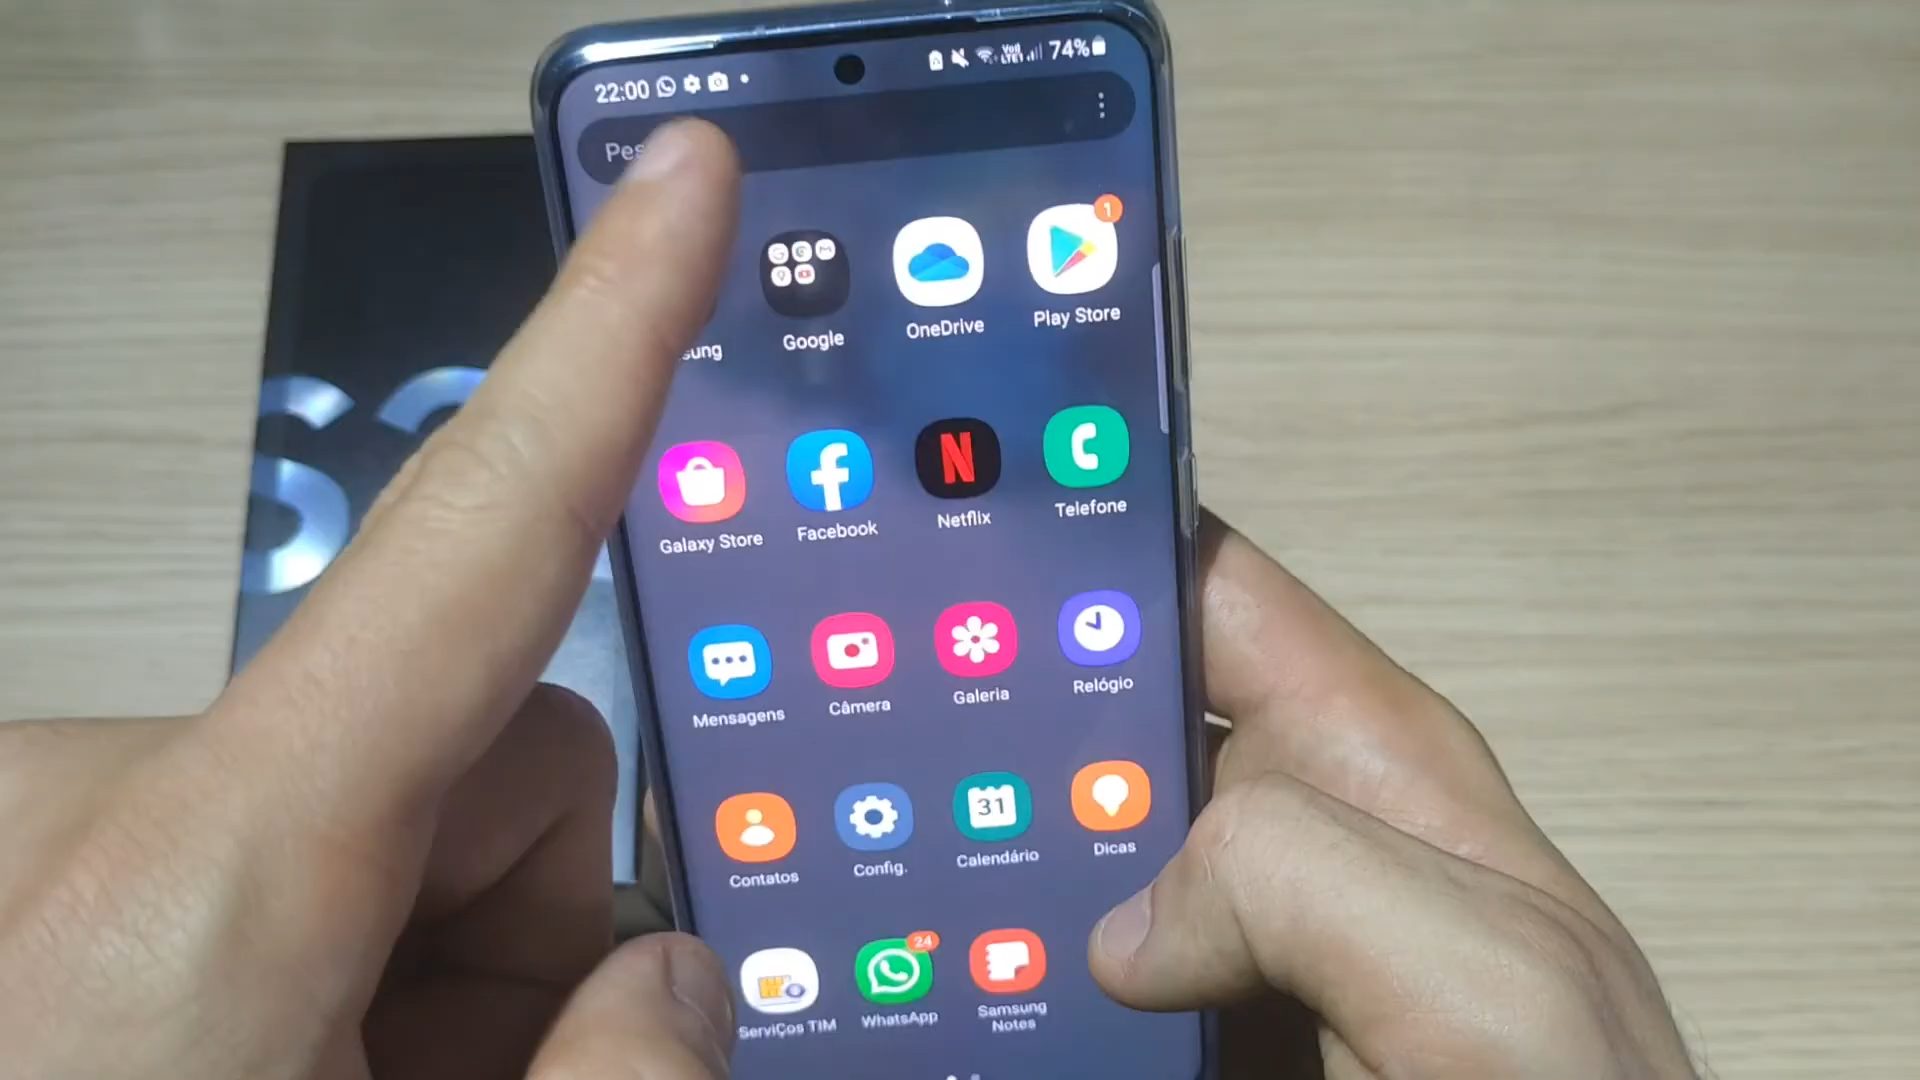 22:00
74%
Pes
1
sung Google OneDrive Play Store
Galaxy Store Facebook Netflix Telefone
31
Mensagens Câmera Galeria Relógio
Contatos Config. Calendário Dicas
24
ServiÇos TIM WhatsApp Samsung
Notes